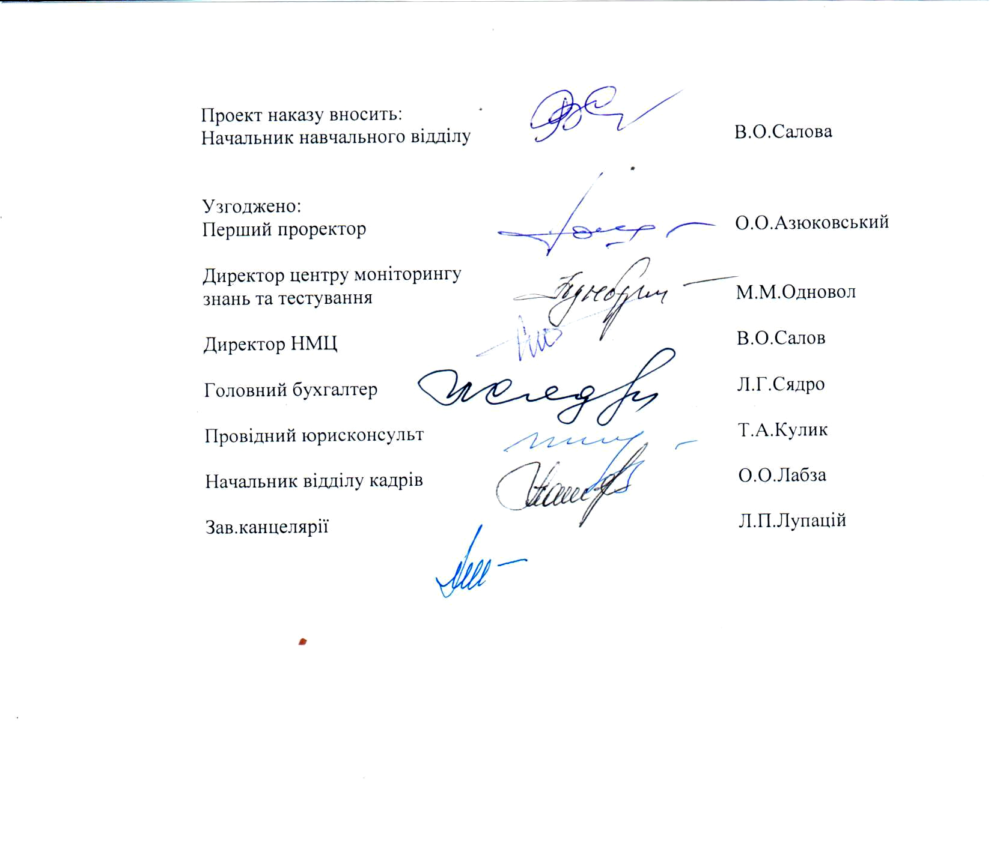 Проект наказу вносить:
Начальник навчального відділу В.О.Салова
Узгоджено:
Перший проректор О.О.Азюковський
Директор центру моніторингу
знань та тестування М.М.Одновол
Директор НМЦ В.О.Салов
Головний бухгалтер Л.Г.Сядро
Провідний юрисконсульт Т.А.Кулик
Начальник відділу кадрів О.О.Лабза
Зав.канцелярії Л.П.Лупацій